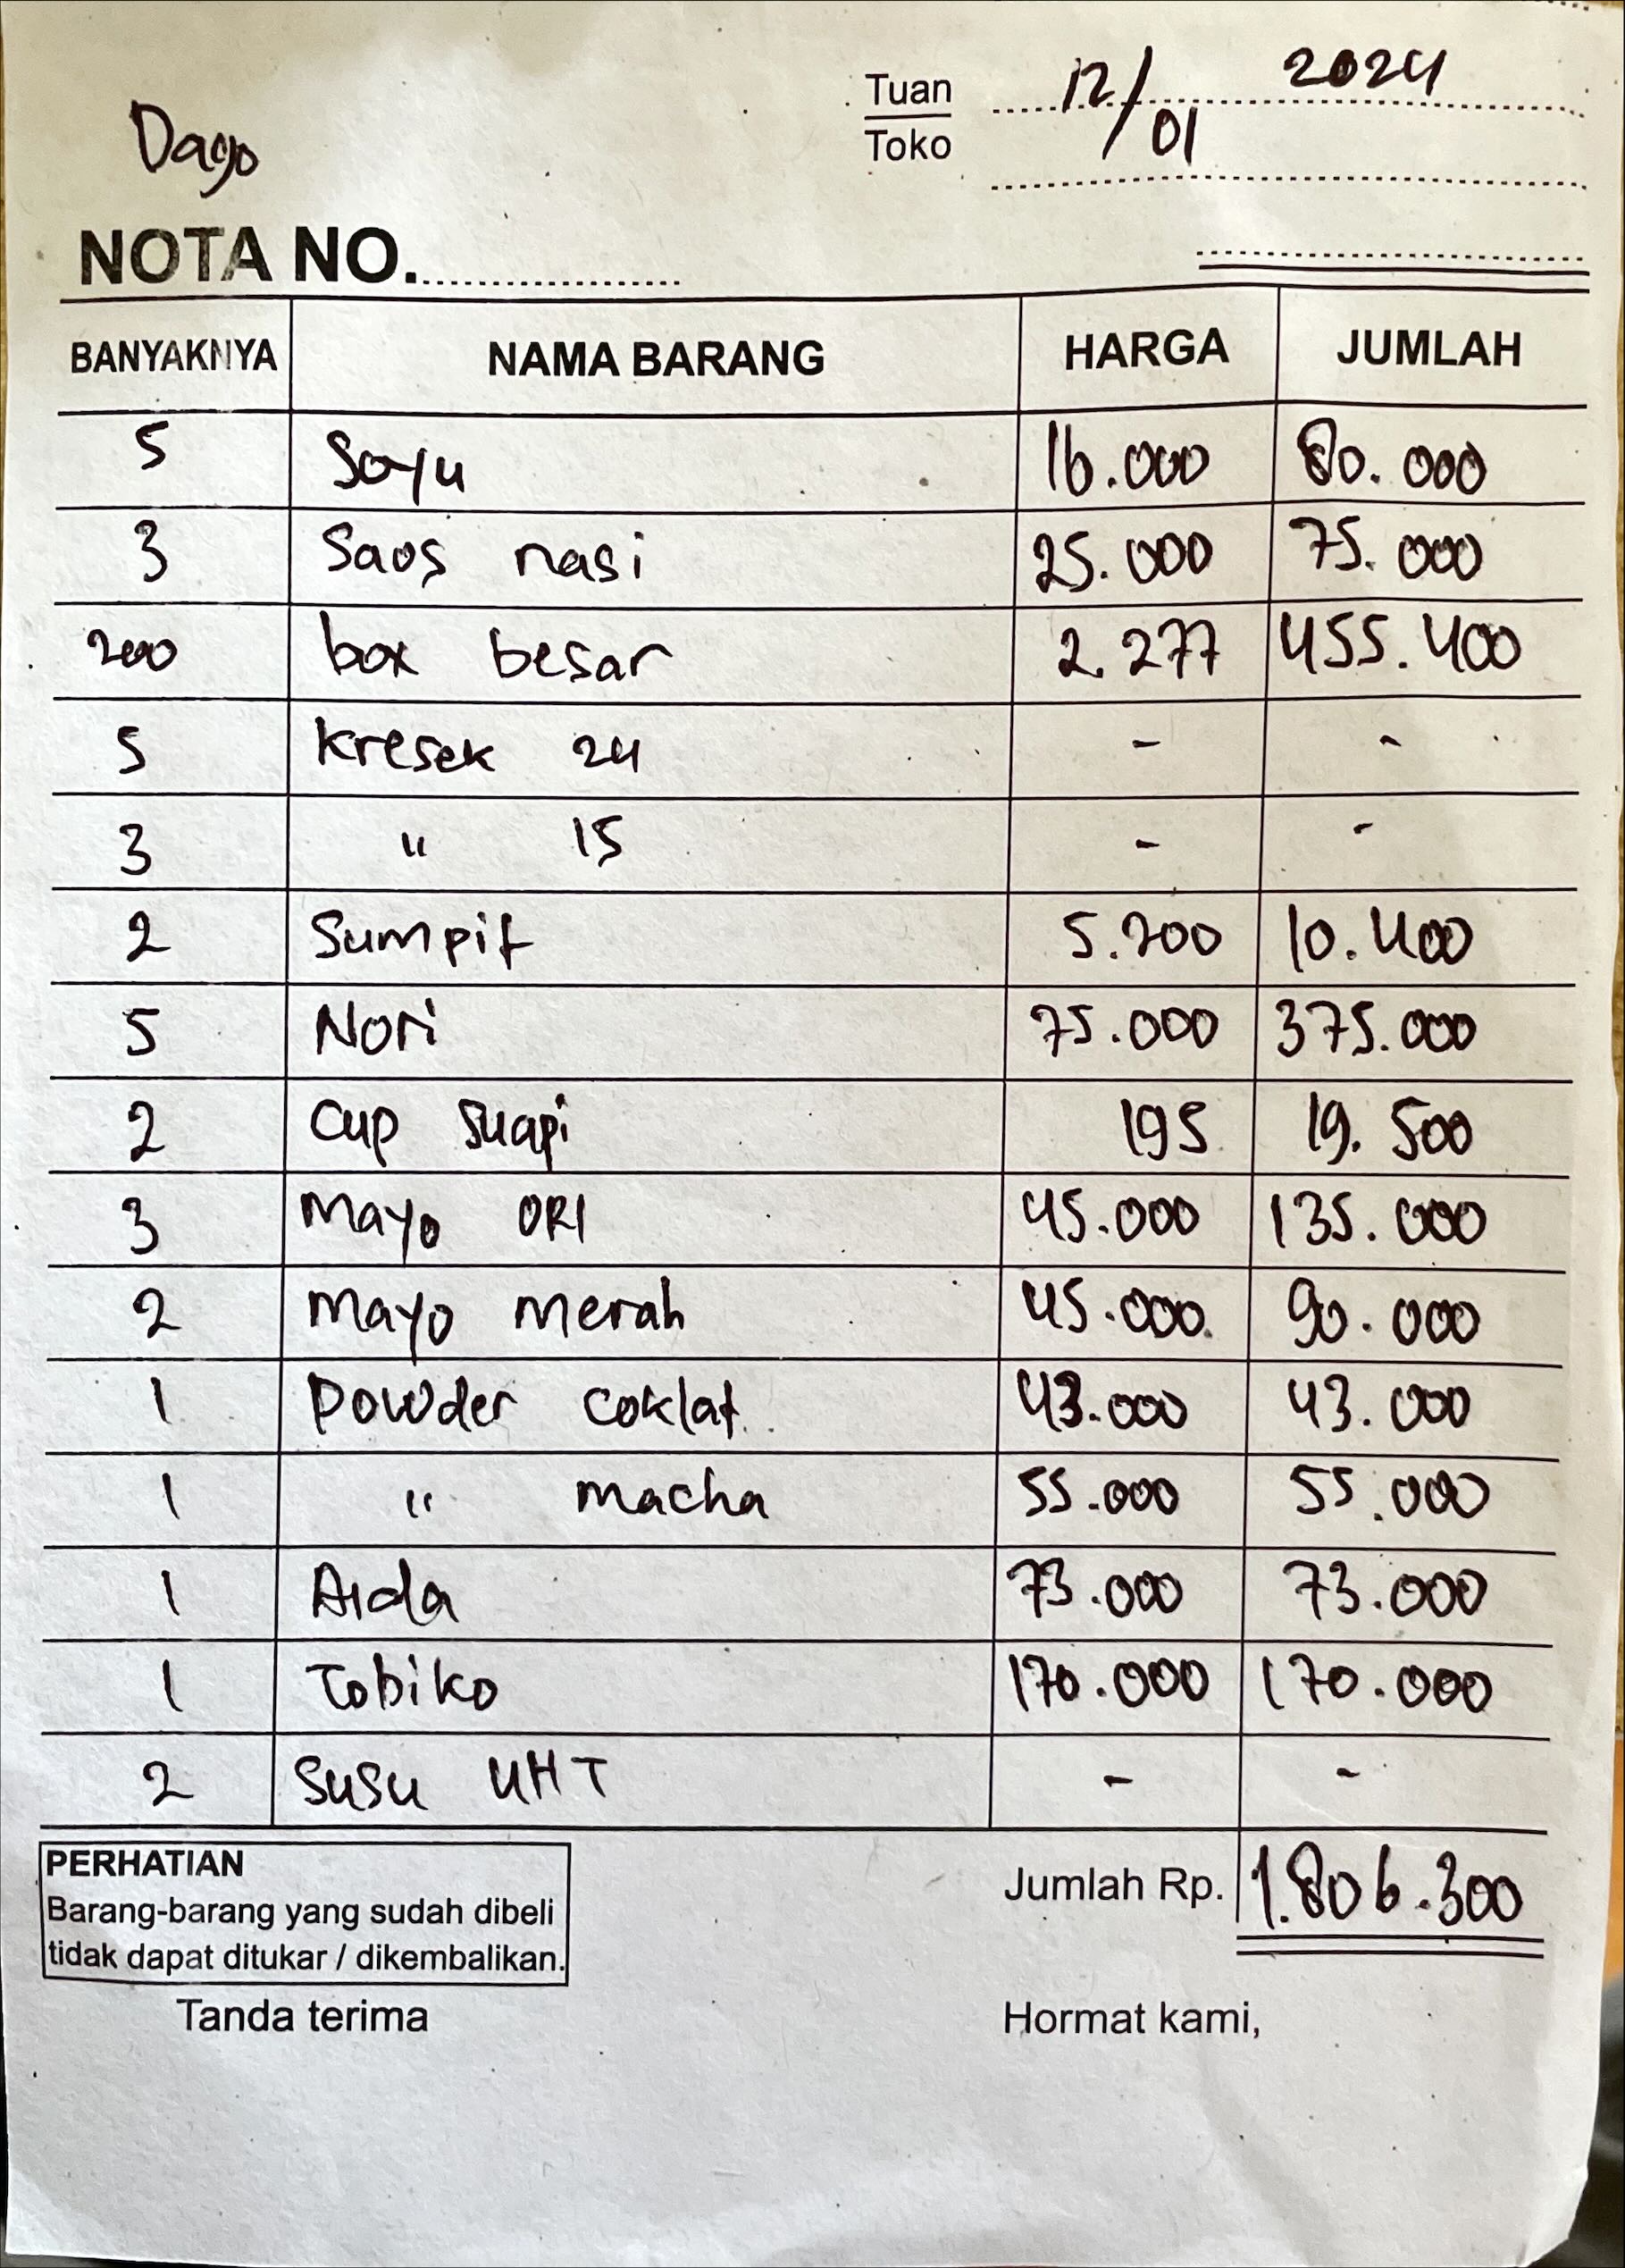 Tuan 12/01 2024
Toko
Dago
NOTA NO.
BANYAKNYA NAMA BARANG HARGA JUMLAH
5 Soyu 16.000 80.000
3 Saos nasi 25.000 75.000
200 box besar 2.277 455.400
5 kresek 24 - -
3 " 15 - -
2 Sumpit 5.200 10.400
5 Nori 75.000 375.000
2 Cup suapi 195 19.500
3 Mayo ORI 45.000 135.000
2 Mayo Merah 45.000 90.000
1 Powder coklat 43.000 43.000
1 " macha 55.000 55.000
1 Aida 73.000 73.000
1 Tobiko 170.000 170.000
2 Susu UHT - -
PERHATIAN
Barang-barang yang sudah dibeli
tidak dapat ditukar / dikembalikan.
Jumlah Rp. 1.806.300
Tanda terima Hormat kami,